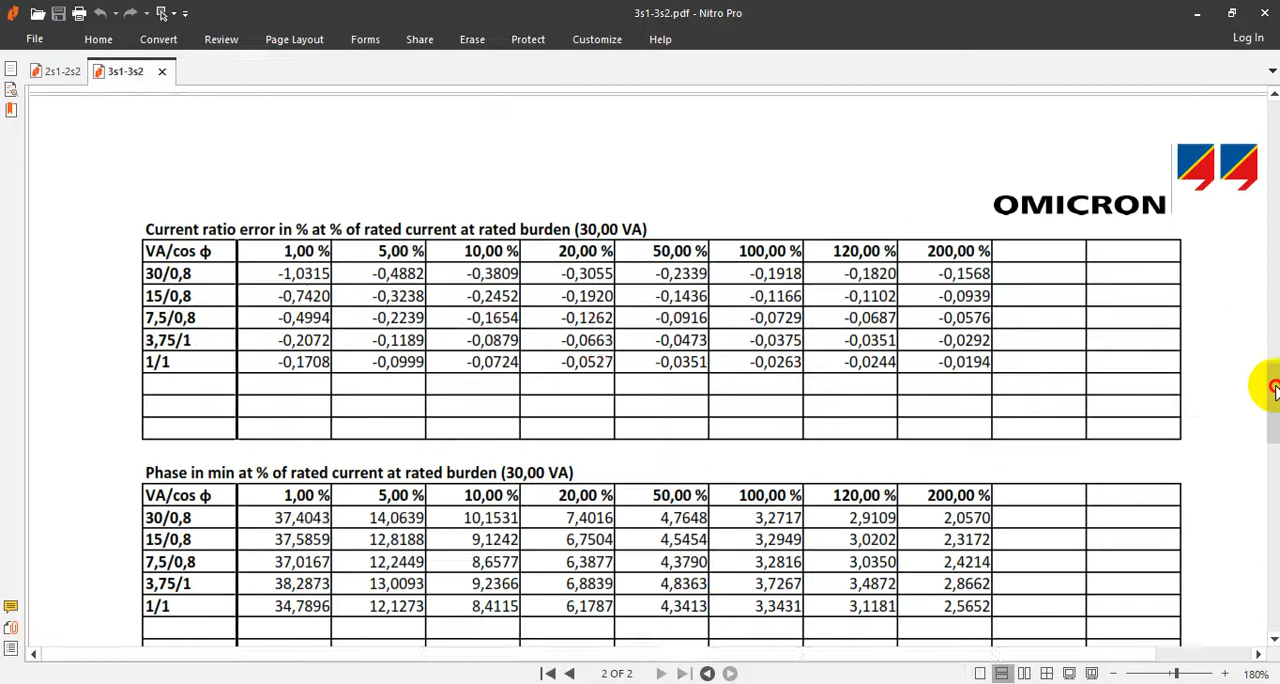 3s1-3s2.pdf - Nitro Pro
File Home Convert Review Page Layout Forms Share Erase Protect Customize Help Log In
2s1-2s2 3s1-3s2
OMICRON
Current ratio error in % at % of rated current at rated burden (30,00 VA)
VA/cos ϕ 1,00 % 5,00 % 10,00 % 20,00 % 50,00 % 100,00 % 120,00 % 200,00 %
30/0,8 -1,0315 -0,4882 -0,3809 -0,3055 -0,2339 -0,1918 -0,1820 -0,1568
15/0,8 -0,7420 -0,3238 -0,2452 -0,1920 -0,1436 -0,1166 -0,1102 -0,0939
7,5/0,8 -0,4994 -0,2239 -0,1654 -0,1262 -0,0916 -0,0729 -0,0687 -0,0576
3,75/1 -0,2072 -0,1189 -0,0879 -0,0663 -0,0473 -0,0375 -0,0351 -0,0292
1/1 -0,1708 -0,0999 -0,0724 -0,0527 -0,0351 -0,0263 -0,0244 -0,0194
Phase in min at % of rated current at rated burden (30,00 VA)
VA/cos ϕ 1,00 % 5,00 % 10,00 % 20,00 % 50,00 % 100,00 % 120,00 % 200,00 %
30/0,8 37,4043 14,0639 10,1531 7,4016 4,7648 3,2717 2,9109 2,0570
15/0,8 37,5859 12,8188 9,1242 6,7504 4,5454 3,2949 3,0202 2,3172
7,5/0,8 37,0167 12,2449 8,6577 6,3877 4,3790 3,2816 3,0350 2,4214
3,75/1 38,2873 13,0093 9,2366 6,8839 4,8363 3,7267 3,4872 2,8662
1/1 34,7896 12,1273 8,4115 6,1787 4,3413 3,3431 3,1181 2,5652
2 OF 2
180%